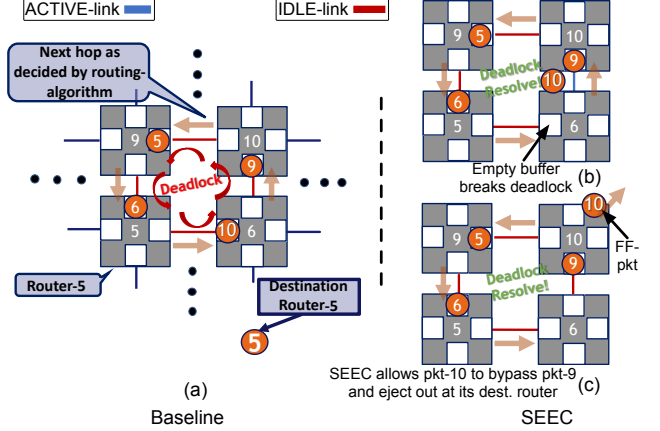 ACTIVE-link
IDLE-link
Next hop as
decided by routing-
algorithm
9
5
10
Deadlock
9
6
5
10
6
Router-5
Destination
Router-5
5
(a)
Baseline
9
5
10
9
Deadlock
Resolve!
10
6
5
6
Empty buffer
breaks deadlock
(b)
10
FF-
pkt
9
5
10
9
Deadlock
Resolve!
6
5
6
SEEC allows pkt-10 to bypass pkt-9
and eject out at its dest. router
(c)
SEEC